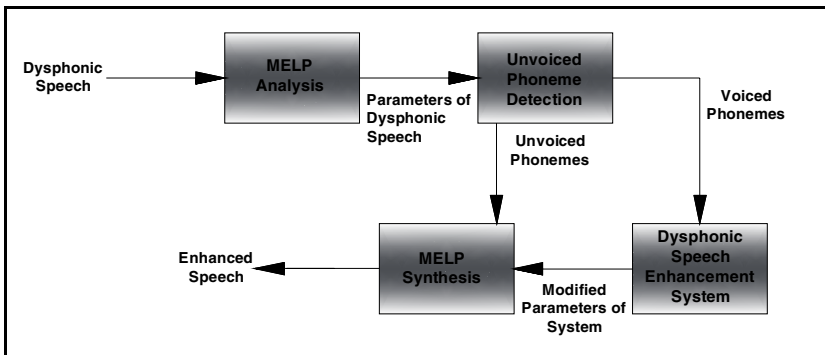 Dysphonic
Speech
MELP
Analysis
Parameters of
Dysphonic
Speech
Unvoiced
Phoneme
Detection
Voiced
Phonemes
Unvoiced
Phonemes
Dysphonic
Speech
Enhancement
System
Modified
Parameters of
System
MELP
Synthesis
Enhanced
Speech